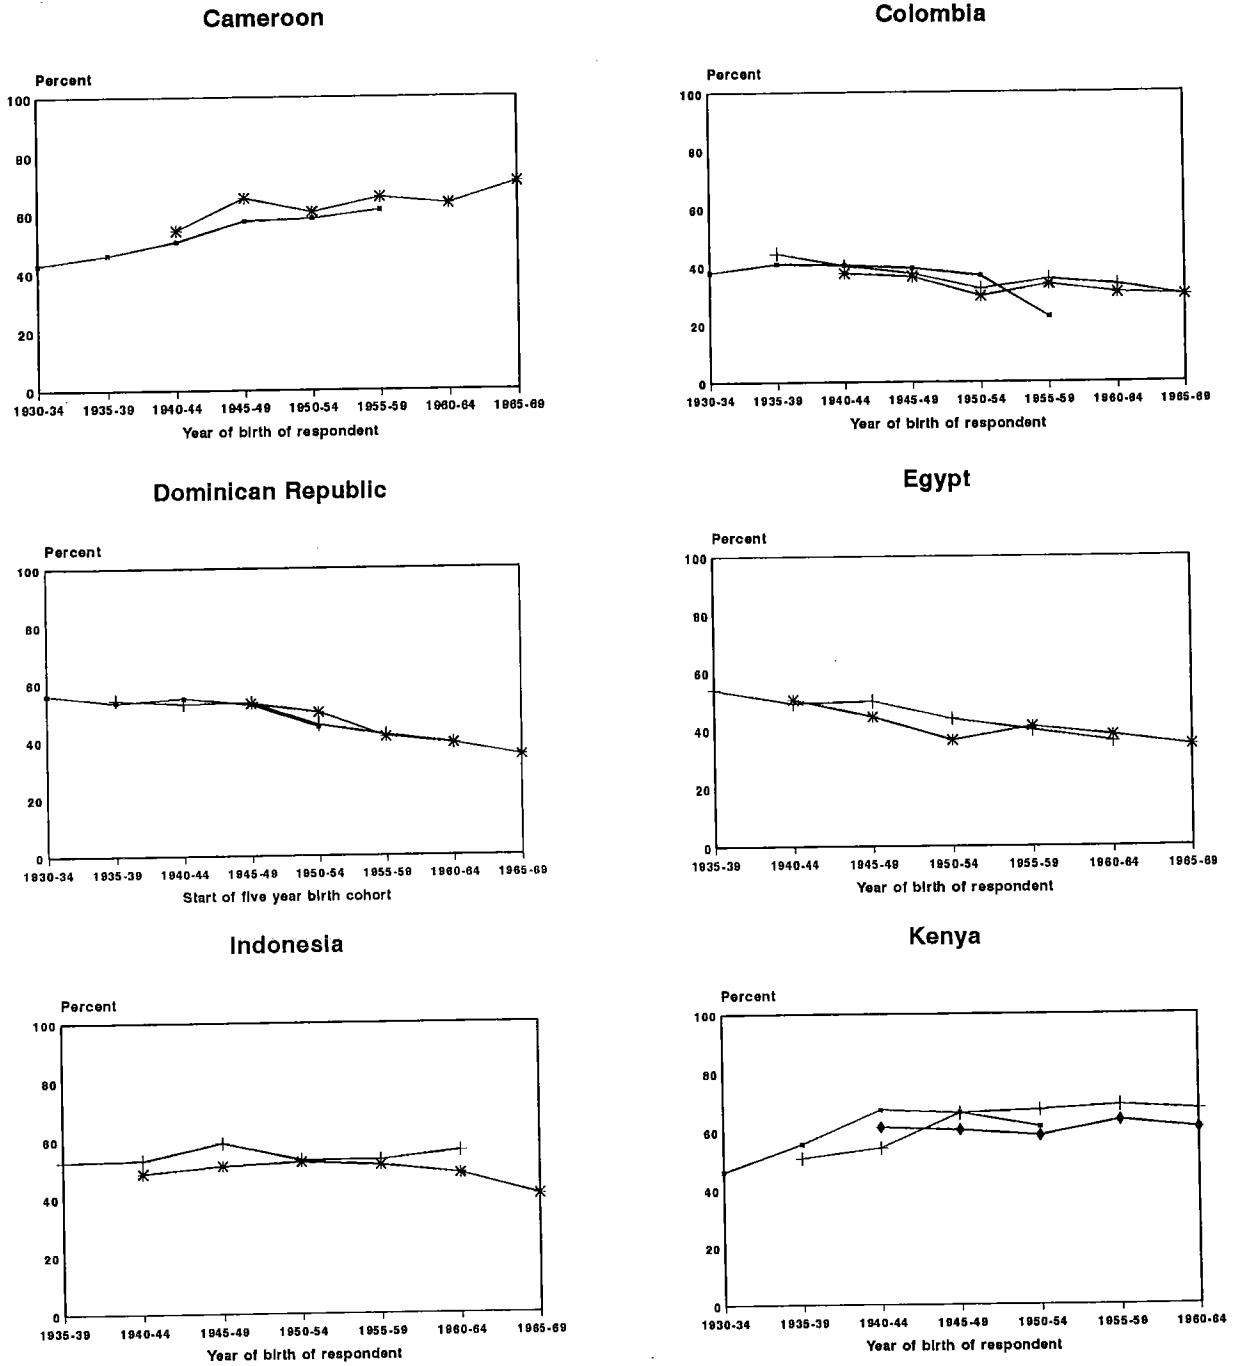 Cameroon
Percent
100
80
60
40
20
0
1930-34 1935-39 1940-44 1945-49 1950-54 1955-59 1960-64 1965-69
Year of birth of respondent
Colombia
Percent
100
80
60
40
20
0
1930-34 1935-39 1940-44 1945-49 1950-54 1955-59 1960-64 1965-69
Year of birth of respondent
Dominican Republic
Percent
100
80
60
40
20
0
1930-34 1935-39 1940-44 1945-49 1950-54 1955-59 1960-64 1965-69
Start of five year birth cohort
Egypt
Percent
100
80
60
40
20
0
1935-39 1940-44 1945-49 1950-54 1955-59 1960-64 1965-69
Year of birth of respondent
Indonesia
Percent
100
80
60
40
20
0
1935-39 1940-44 1945-49 1950-54 1955-59 1960-64 1965-69
Year of birth of respondent
Kenya
Percent
100
80
60
40
20
0
1930-34 1935-39 1940-44 1945-49 1950-54 1955-59 1960-64
Year of birth of respondent